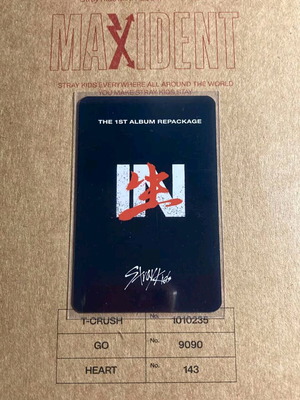 MAXIDENT
STRAY KIDS EVERYWHERE ALL AROUND THE WORLD
YOU MAKE STRAY KIDS STAY
THE 1ST ALBUM REPACKAGE
IN
生
Stray Kids
T-CRUSH No. 1010235
GO No. 9090
HEART No. 143